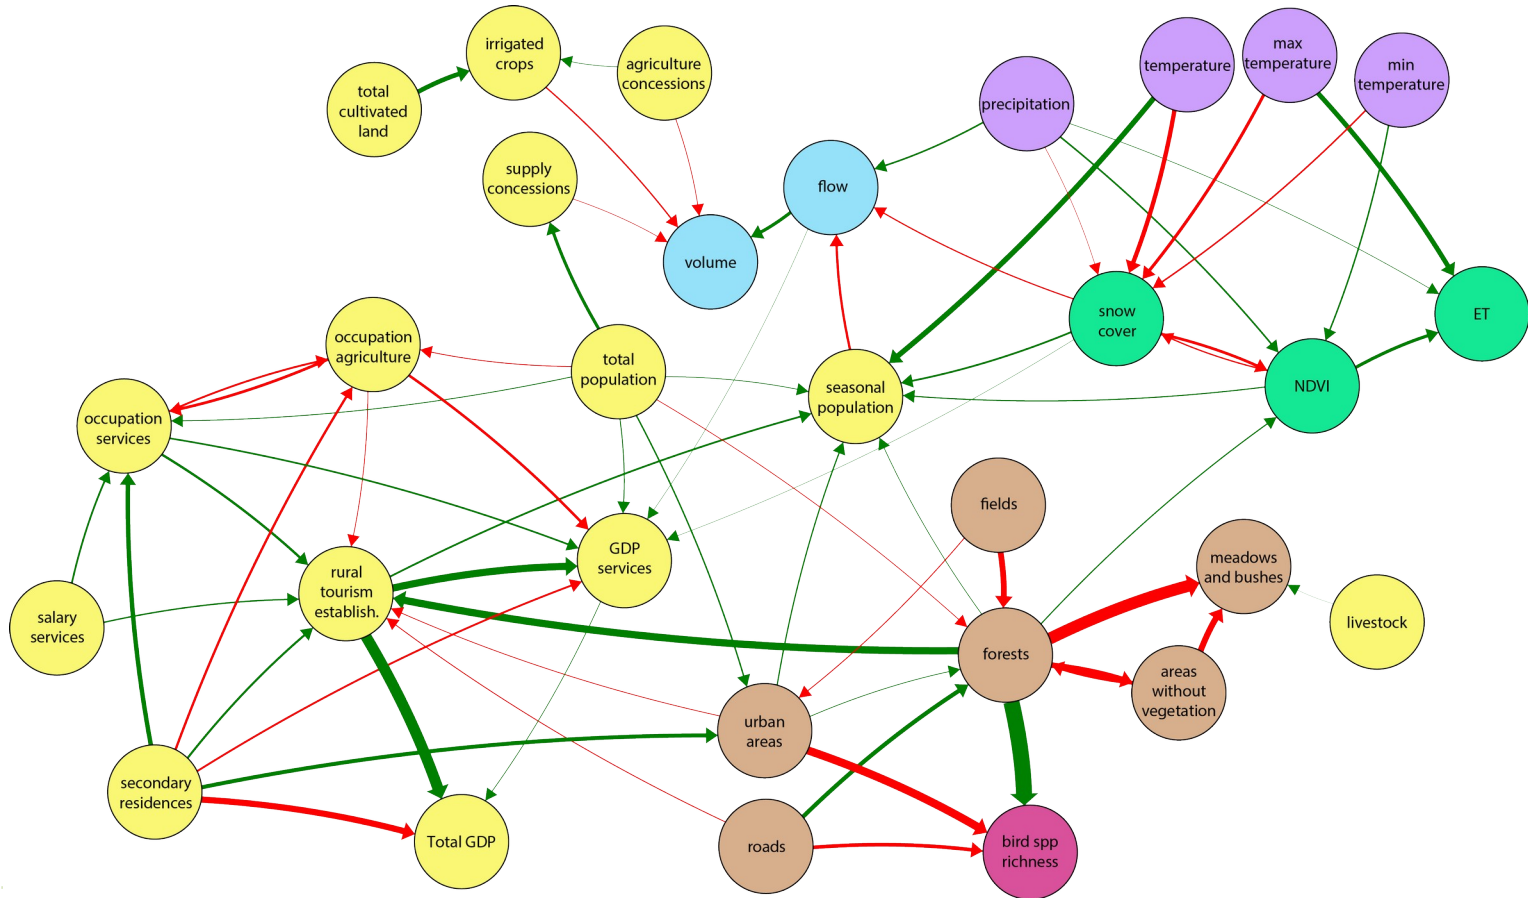 irrigated
crops
agriculture
concessions
total
cultivated
land
supply
concessions
precipitation
temperature
max
temperature
min
temperature
flow
volume
snow
cover
ET
NDVI
occupation
agriculture
total
population
seasonal
population
occupation
services
fields
GDP
services
meadows
and bushes
rural
tourism
establish.
salary
services
livestock
forests
areas
without
vegetation
urban
areas
secondary
residences
Total GDP
roads
bird spp
richness